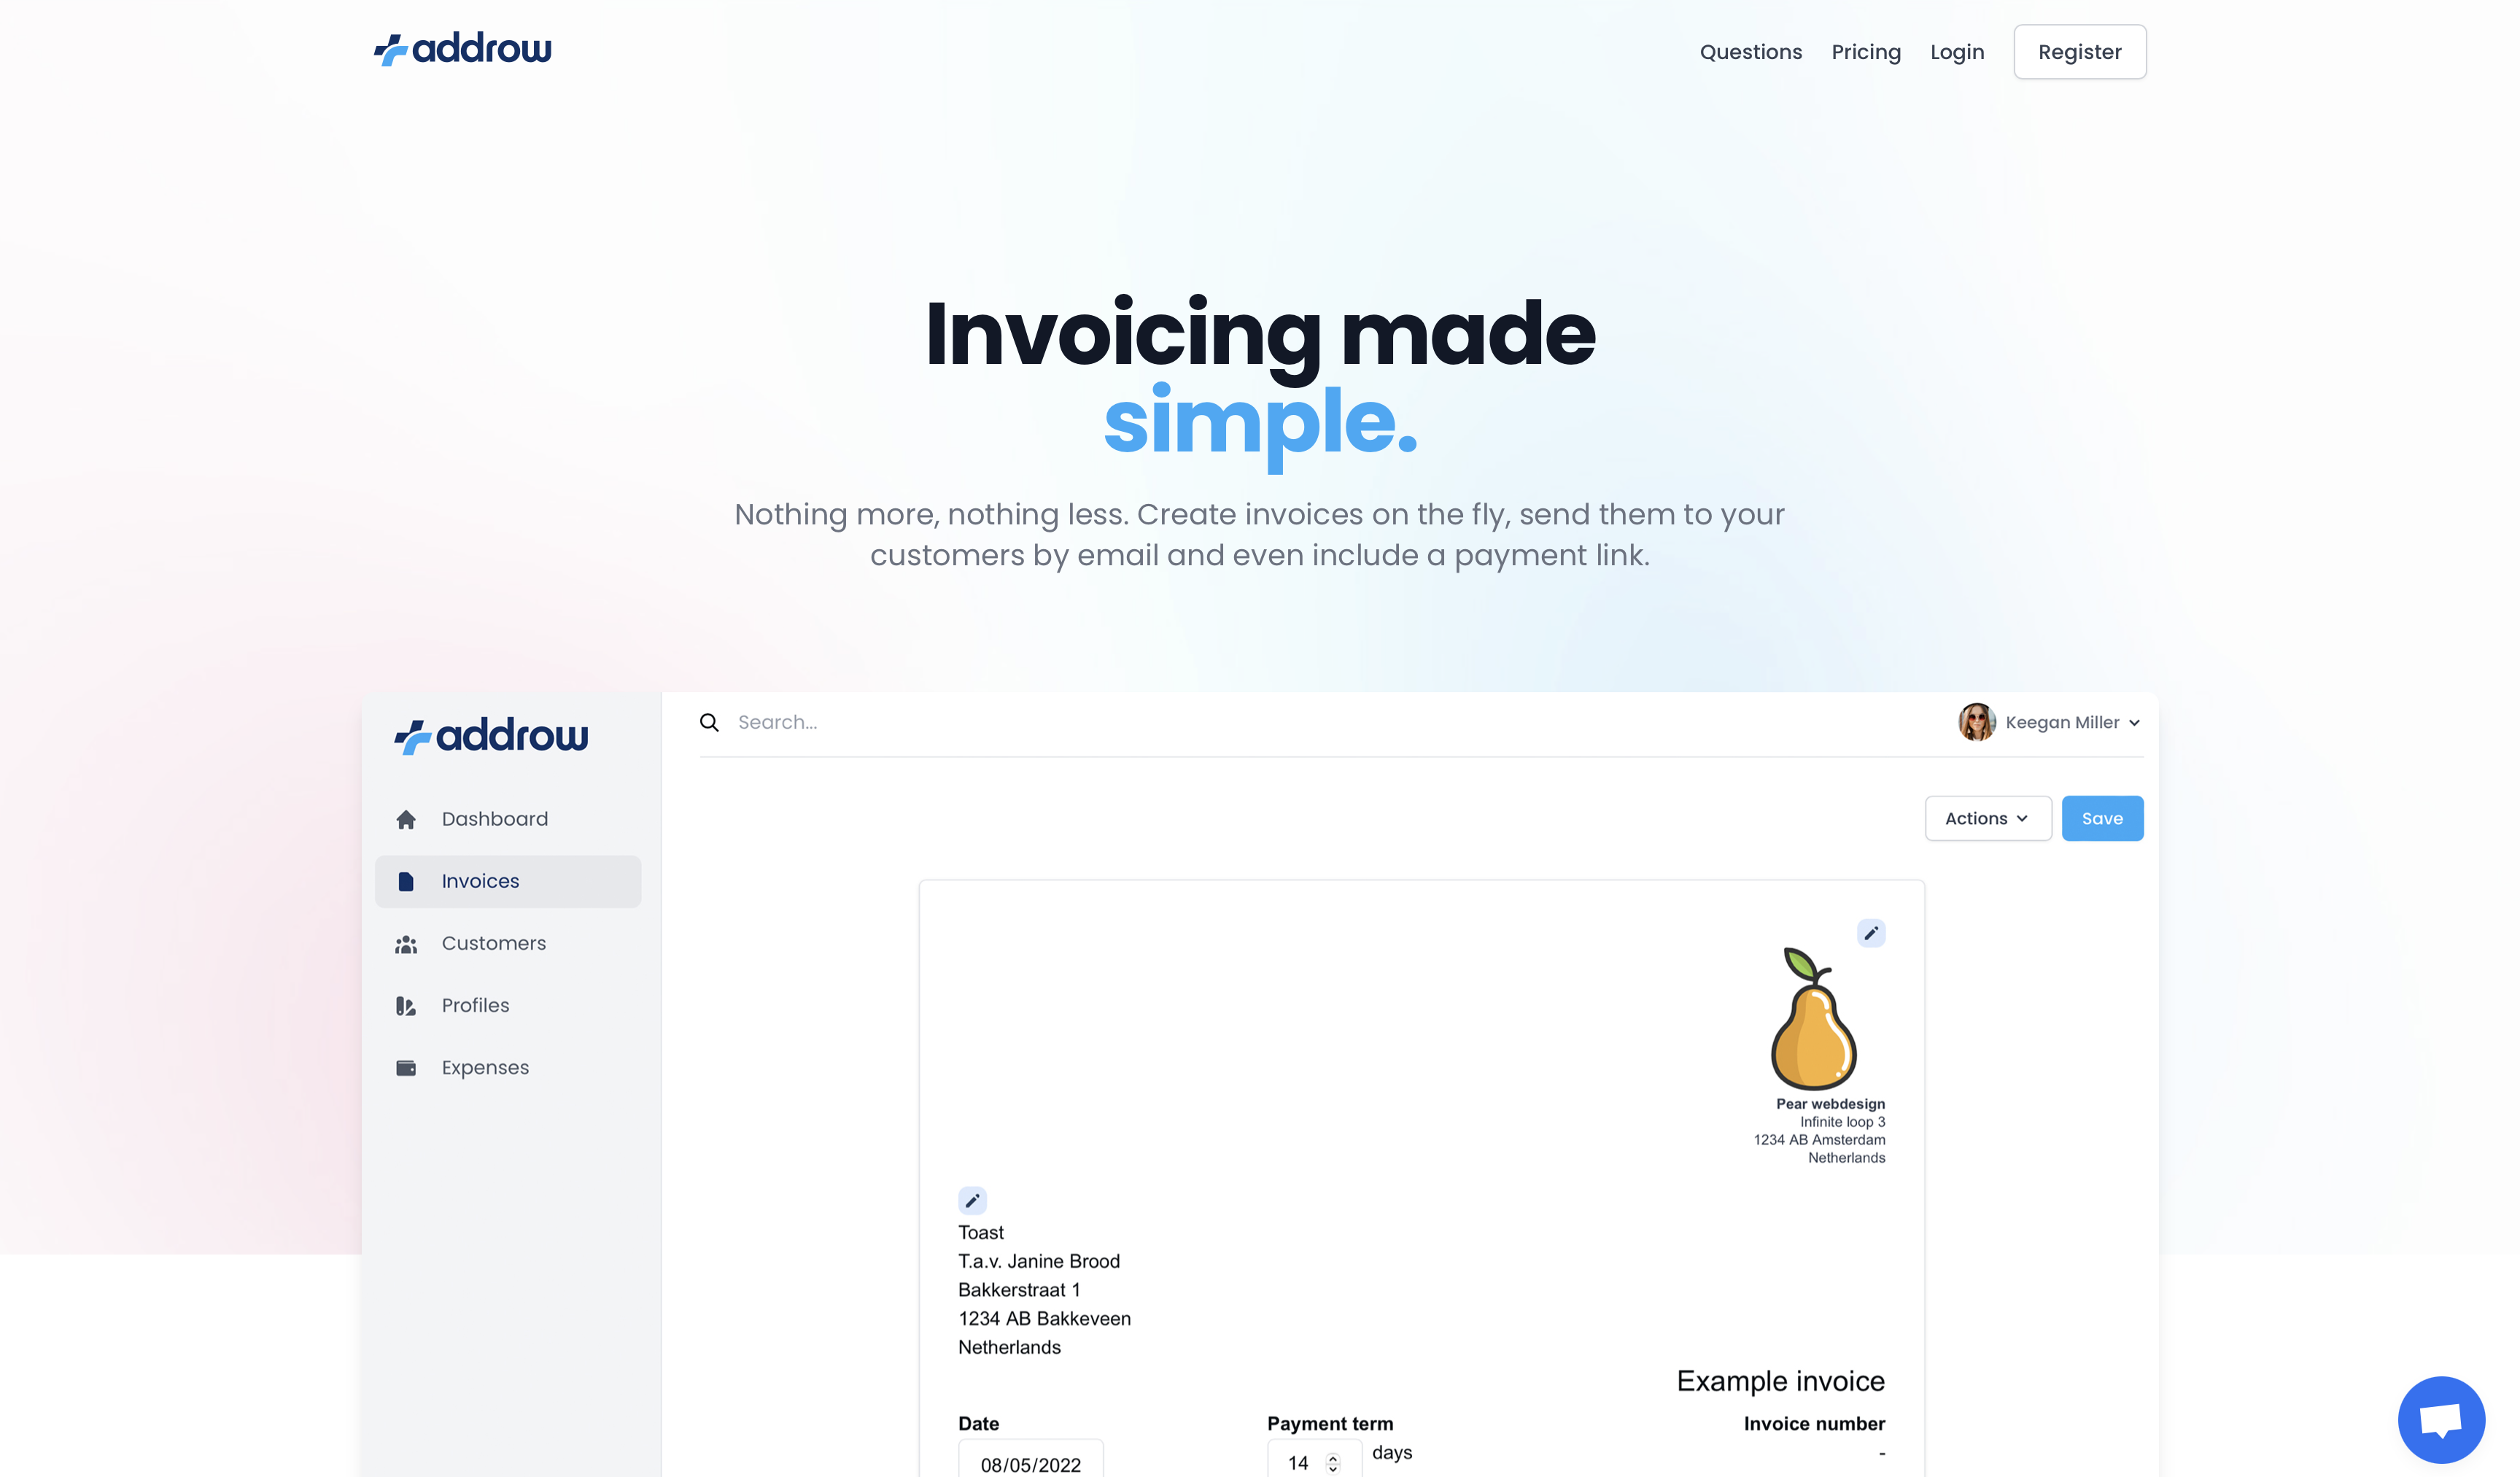 addrow
Questions
Pricing
Login
Register
Invoicing made
simple.
Nothing more, nothing less. Create invoices on the fly, send them to your
customers by email and even include a payment link.
addrow
Search...
Keegan Miller
Dashboard
Invoices
Customers
Profiles
Expenses
Actions
Save
Pear webdesign
Infinite loop 3
1234 AB Amsterdam
Netherlands
Toast
T.a.v. Janine Brood
Bakkerstraat 1
1234 AB Bakkeveen
Netherlands
Example invoice
Date
Payment term
Invoice number
08/05/2022
14
days
-